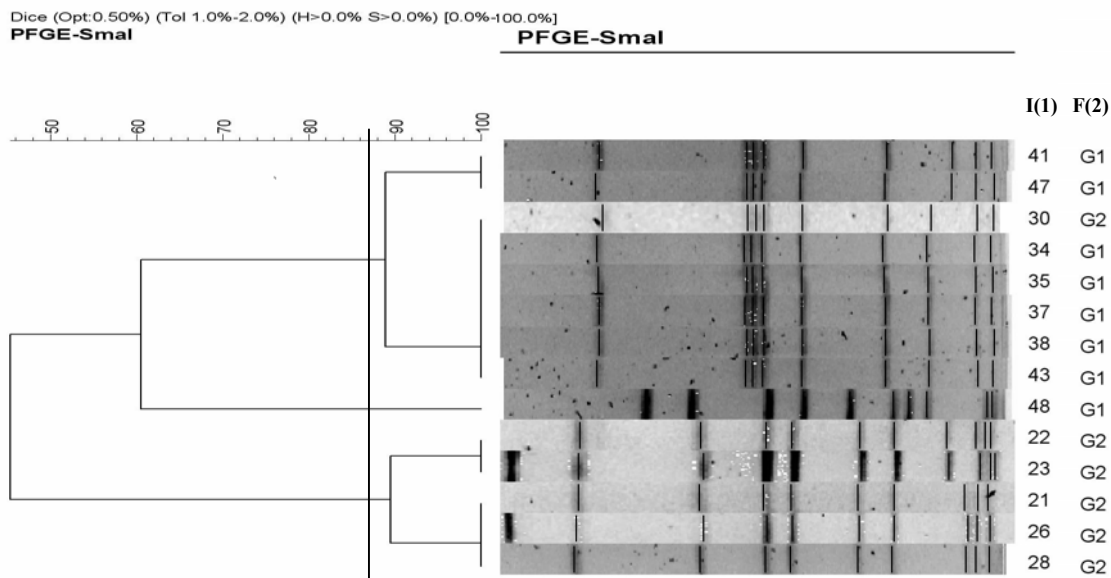 Dice (Opt:0.50%) (Tol 1.0%-2.0%) (H>0.0% S>0.0%) [0.0%-100.0%]
PFGE-SmaI PFGE-SmaI
I(1) F(2)
50 60 70 80 90 100
41 G1
47 G1
30 G2
34 G1
35 G1
37 G1
38 G1
43 G1
48 G1
22 G2
23 G2
21 G2
26 G2
28 G2